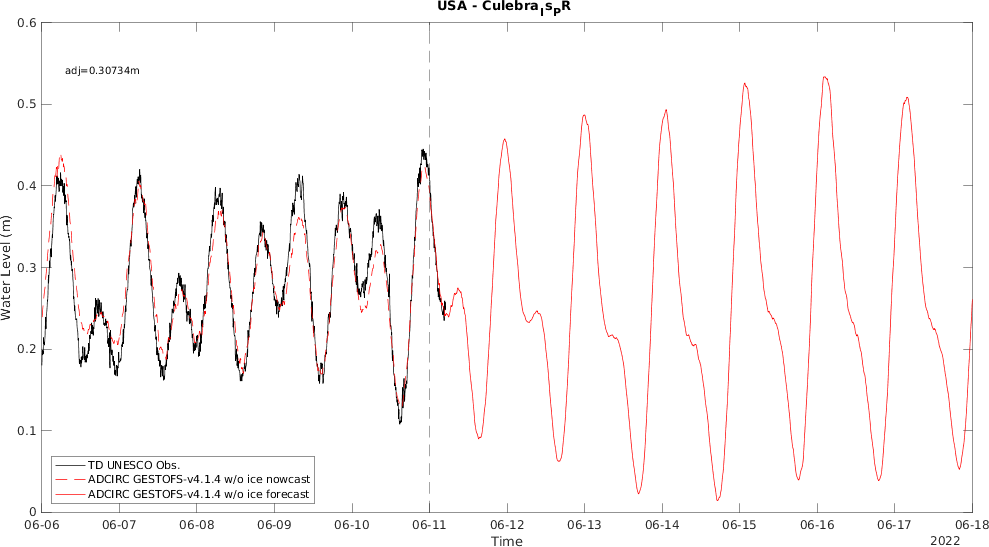 USA - Culebra_Is_PR
0.6
adj=0.30734m
0.5
0.4
0.3
0.2
0.1
0
Water Level (m)
TD UNESCO Obs.
ADCIRC GESTOFS-v4.1.4 w/o ice nowcast
ADCIRC GESTOFS-v4.1.4 w/o ice forecast
06-06 06-07 06-08 06-09 06-10 06-11 06-12 06-13 06-14 06-15 06-16 06-17 06-18
Time
2022